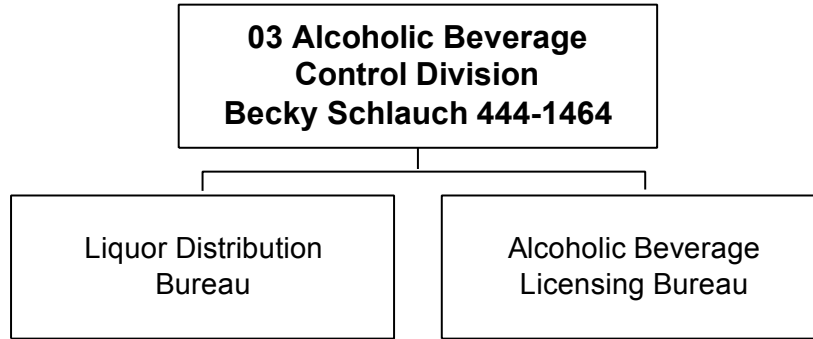 03 Alcoholic Beverage
Control Division
Becky Schlauch 444-1464
Liquor Distribution
Bureau
Alcoholic Beverage
Licensing Bureau